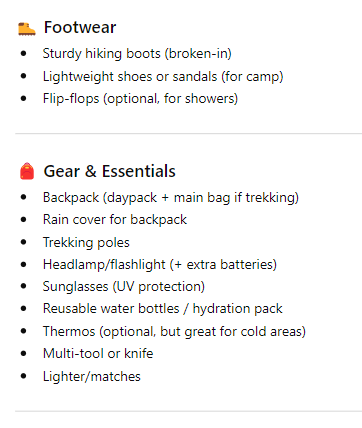 Footwear
Sturdy hiking boots (broken-in)
Lightweight shoes or sandals (for camp)
Flip-flops (optional, for showers)
Gear & Essentials
Backpack (daypack + main bag if trekking)
Rain cover for backpack
Trekking poles
Headlamp/flashlight (+ extra batteries)
Sunglasses (UV protection)
Reusable water bottles / hydration pack
Thermos (optional, but great for cold areas)
Multi-tool or knife
Lighter/matches